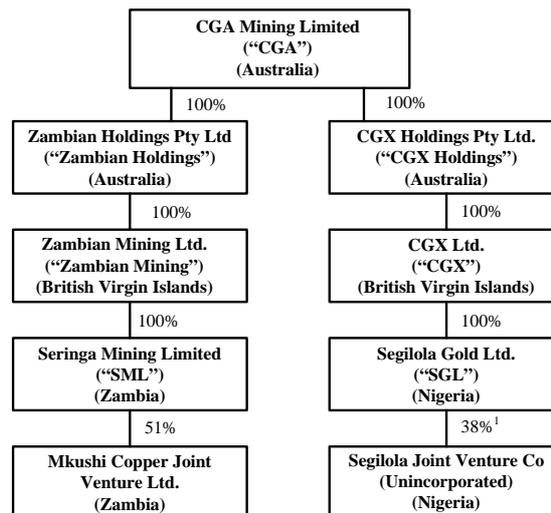 CGA Mining Limited
(“CGA”)
(Australia)
100%
100%
Zambian Holdings Pty Ltd
(“Zambian Holdings”)
(Australia)
CGX Holdings Pty Ltd.
(“CGX Holdings”)
(Australia)
100%
100%
Zambian Mining Ltd.
(“Zambian Mining”)
(British Virgin Islands)
CGX Ltd.
(“CGX”)
(British Virgin Islands)
100%
100%
Seringa Mining Limited
(“SML”)
(Zambia)
Segilola Gold Ltd.
(“SGL”)
(Nigeria)
51%
38%¹
Mkushi Copper Joint
Venture Ltd.
(Zambia)
Segilola Joint Venture Co
(Unincorporated)
(Nigeria)